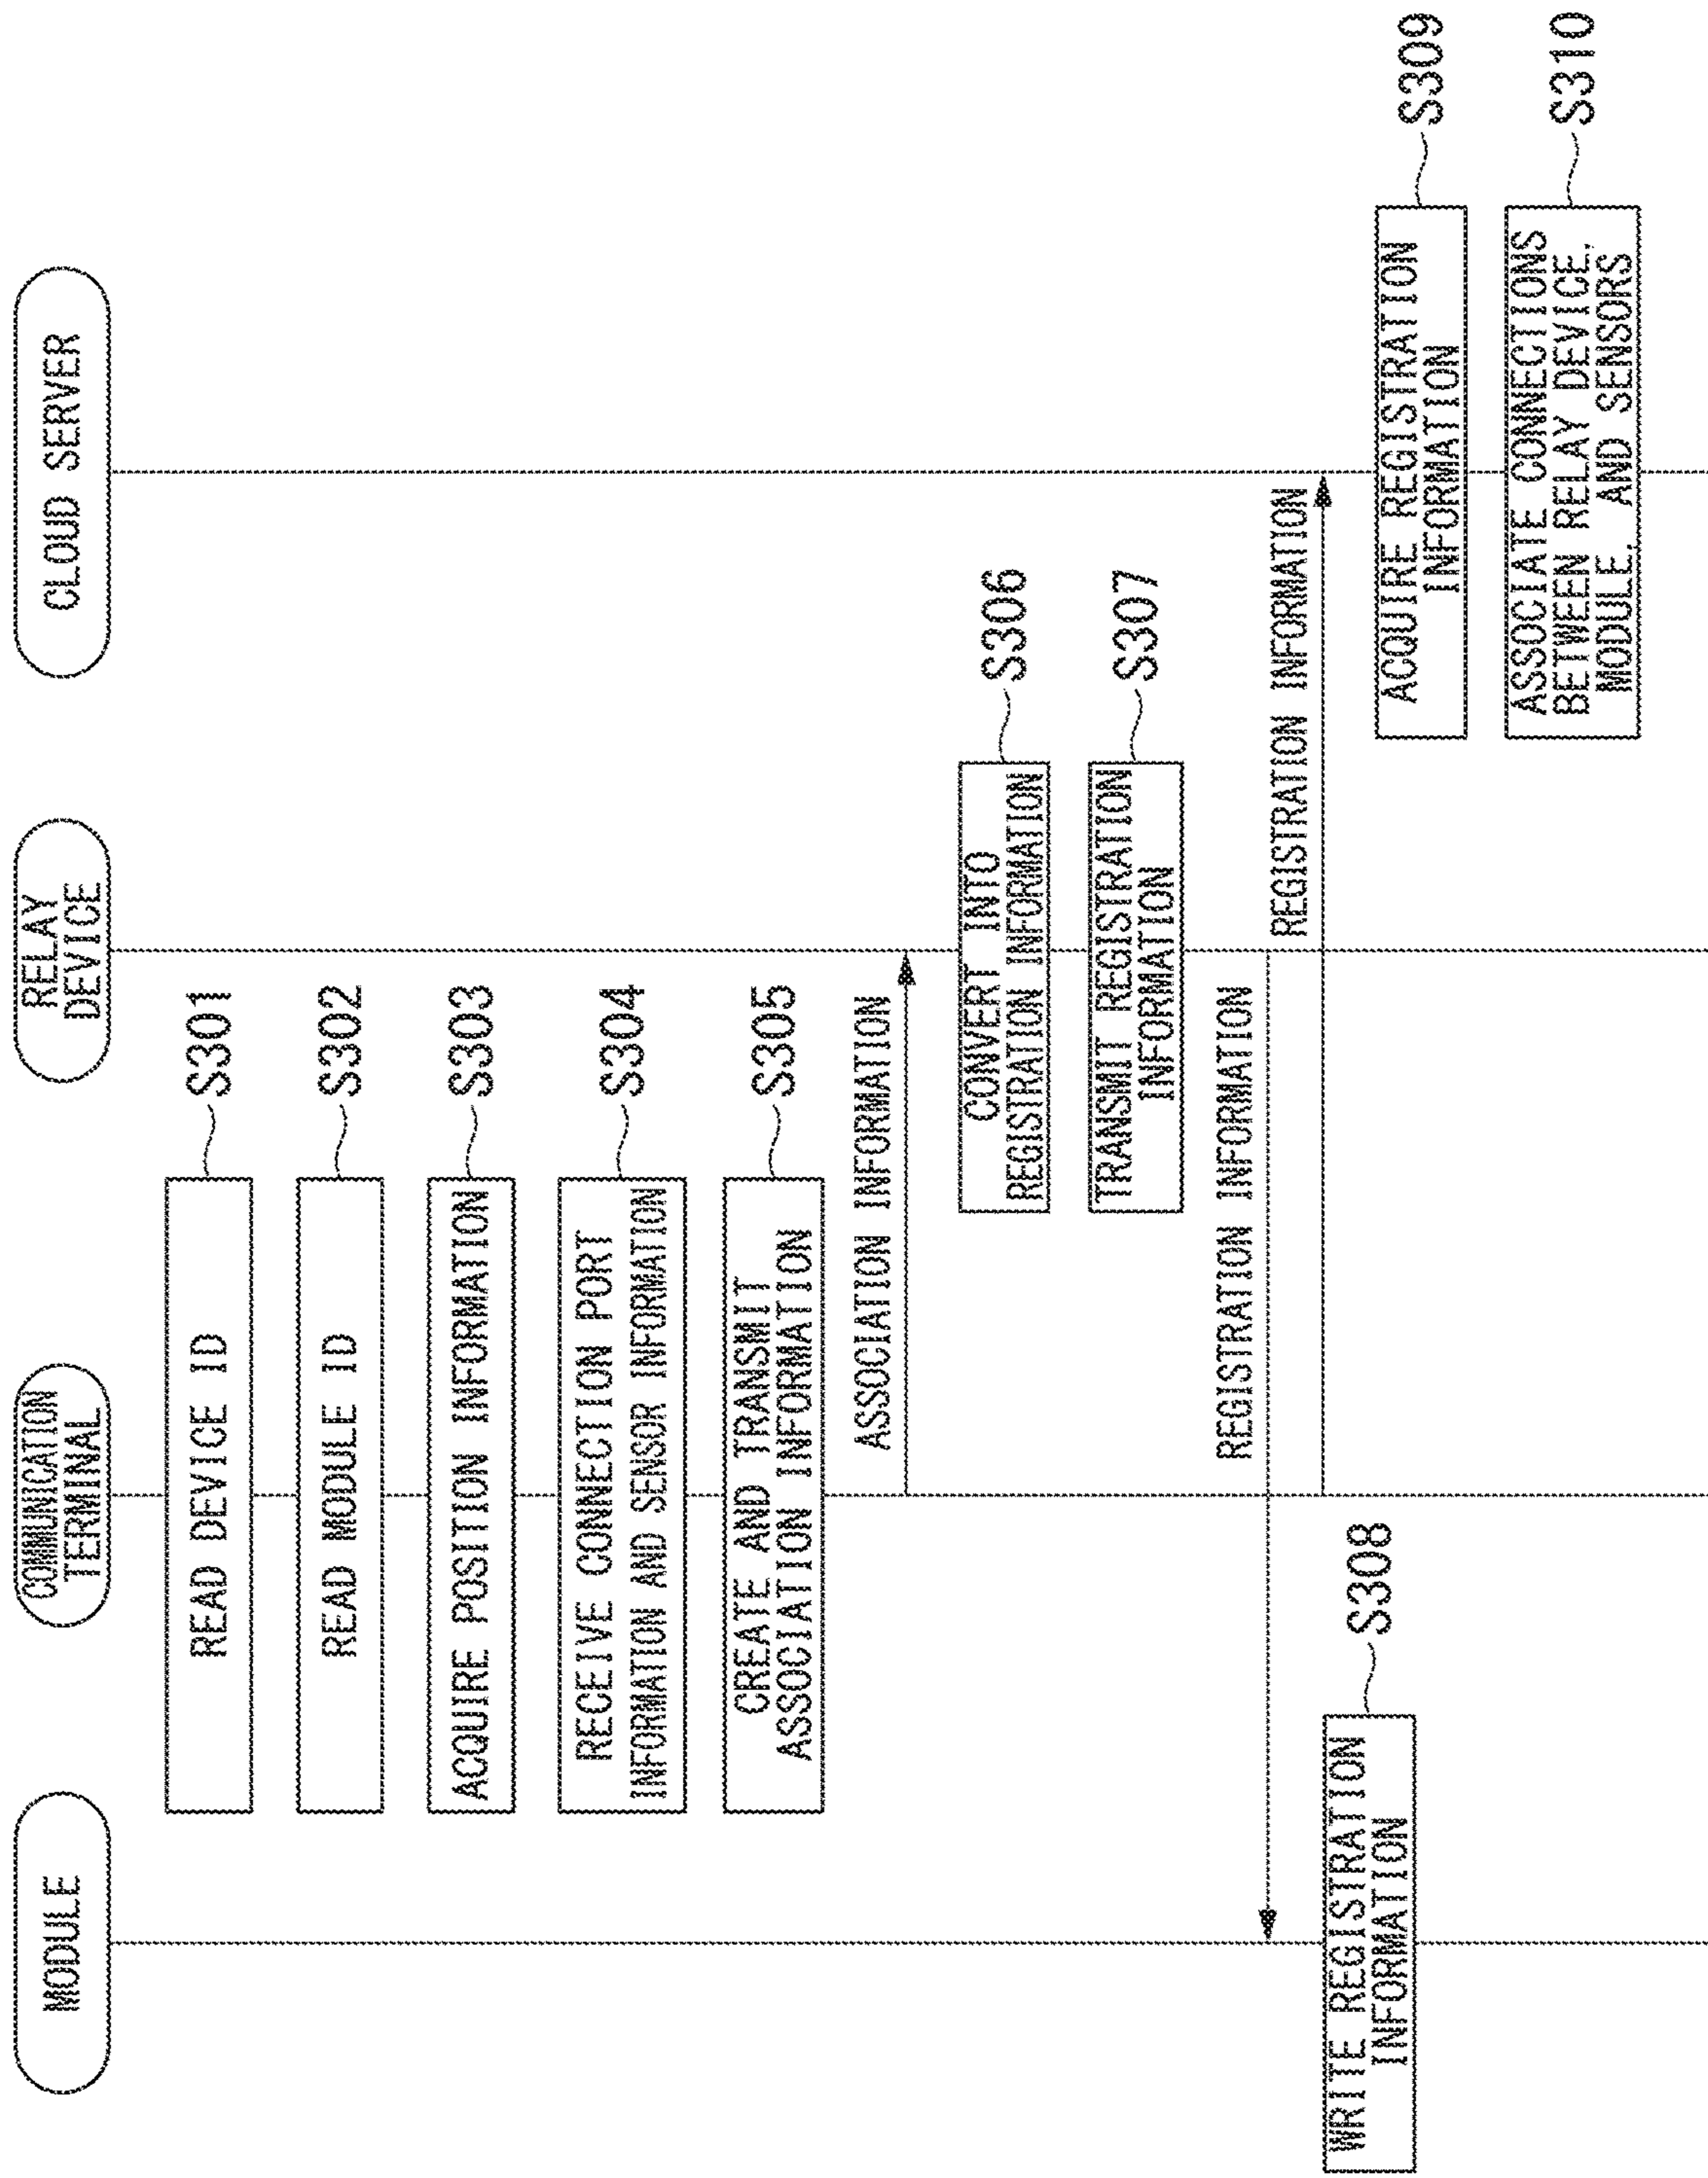 MODULE
COMMUNICATION
TERMINAL
RELAY
DEVICE
CLOUD SERVER
READ DEVICE ID
S301
READ MODULE ID
S302
ACQUIRE POSITION INFORMATION
S303
RECEIVE CONNECTION PORT
INFORMATION AND SENSOR INFORMATION
S304
CREATE AND TRANSMIT
ASSOCIATION INFORMATION
S305
ASSOCIATION INFORMATION
CONVERT INTO
REGISTRATION INFORMATION
S306
TRANSMIT REGISTRATION
INFORMATION
S307
REGISTRATION INFORMATION
REGISTRATION INFORMATION
WRITE REGISTRATION
INFORMATION
S308
ACQUIRE REGISTRATION
INFORMATION
S309
ASSOCIATE CONNECTIONS
BETWEEN RELAY DEVICE,
MODULE, AND SENSORS
S310